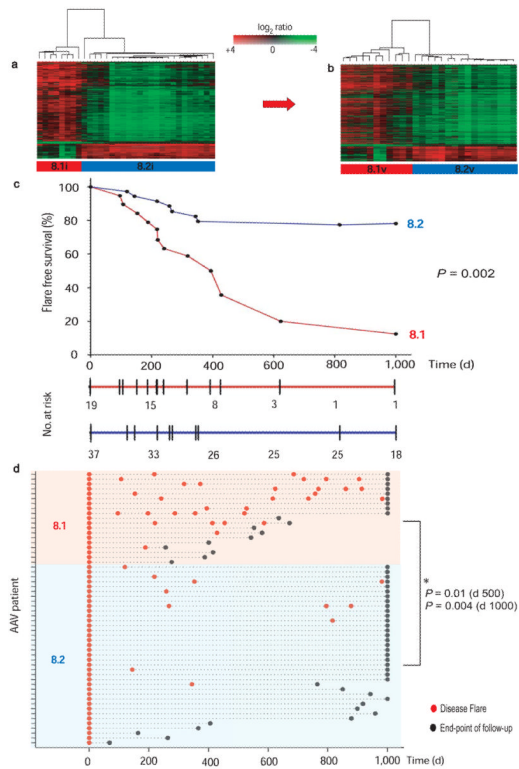 log2 ratio
+4 0 -4
a
b
8.1i 8.2i
8.1v 8.2v
c
Flare free survival (%)
100
80
60
40
20
0
8.2
P = 0.002
8.1
0 200 400 600 800 1,000 Time (d)
No. at risk
19 15 8 3 1 1
37 33 26 25 25 18
d
AAV patient
8.1
8.2
*
P = 0.01 (d 500)
P = 0.004 (d 1000)
Disease Flare
End-point of follow-up
0 200 400 600 800 1,000 Time (d)